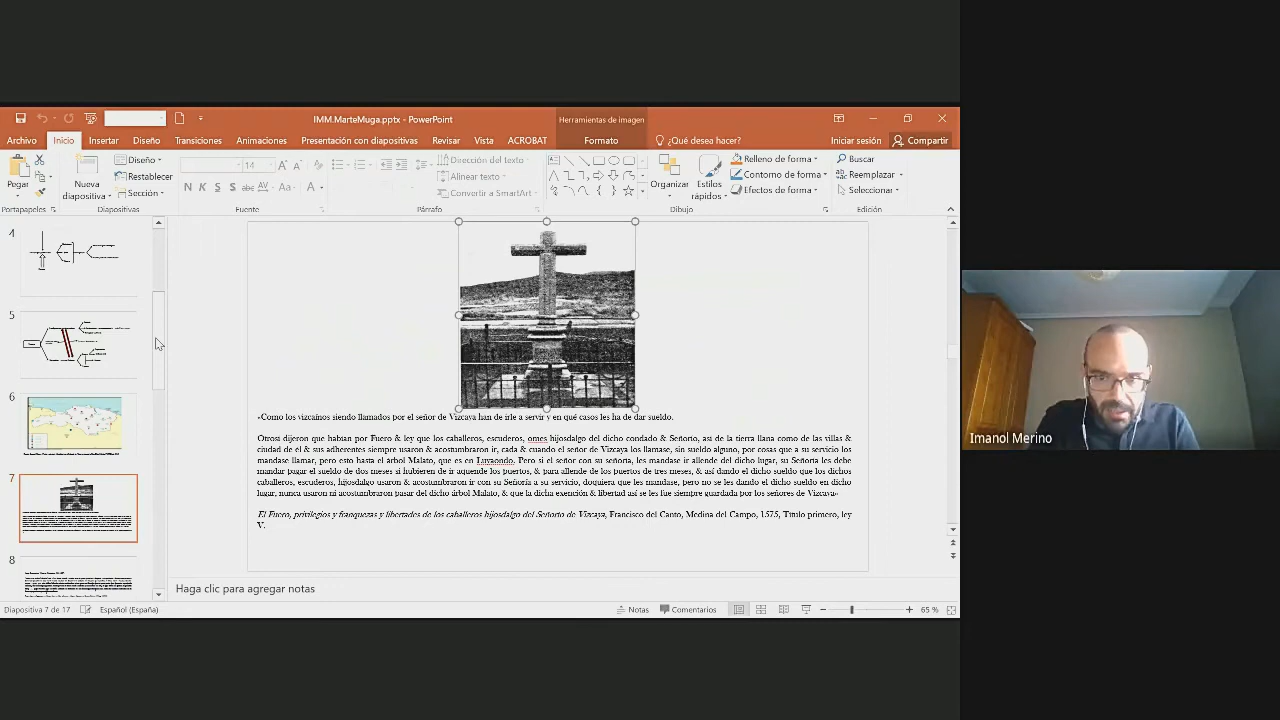 IMM.MarteMuga.pptx - PowerPoint
Herramientas de imagen
Archivo Inicio Insertar Diseño Transiciones Animaciones Presentación con diapositivas Revisar Vista ACROBAT Formato ¿Qué desea hacer? Iniciar sesión Compartir
Pegar
Nueva diapositiva
Diseño
Restablecer
Sección
14
N K S abc AV Aa A
Dirección del texto
Alinear texto
Convertir a SmartArt
Organizar
Estilos rápidos
Relleno de forma
Contorno de forma
Efectos de forma
Buscar
Reemplazar
Seleccionar
Portapapeles Diapositivas Fuente Párrafo Dibujo Edición
4
5
6
7
8
«Como los vizcaínos siendo llamados por el señor de Vizcaya han de irle a servir y en qué casos les ha de dar sueldo.
Otrosí dijeron que habían por Fuero & ley que los caballeros, escuderos, omes hijosdalgo del dicho condado & Señorío, así de la tierra llana como de las villas &
ciudad de él & sus adherentes siempre usaron & acostumbraron ir, cada & cuando el señor de Vizcaya los llamase, sin sueldo alguno, por cosas que a su servicio los
mandase llamar, pero esto hasta el árbol Malato, que es en Luyaondo. Pero si el señor con su señoría, les mandase ir allende del dicho lugar, su Señoría les debe
mandar pagar el sueldo de dos meses si hubieren de ir aquende los puertos, & para allende de los puertos de tres meses, & así dando el dicho sueldo que los dichos
caballeros, escuderos, hijosdalgo usaron & acostumbraron ir con su Señoría a su servicio, doquiera que les mandase, pero no se les dando el dicho sueldo en dicho
lugar, nunca usaron ni acostumbraron pasar del dicho árbol Malato, & que la dicha exención & libertad así se les fue siempre guardada por los señores de Vizcaya»
El Fuero, privilegios y franquezas y libertades de los caballeros hijosdalgo del Señorío de Vizcaya, Francisco del Canto, Medina del Campo, 1575, Título primero, ley
V.
Haga clic para agregar notas
Diapositiva 7 de 17 Español (España) Notas Comentarios 65 %
Imanol Merino